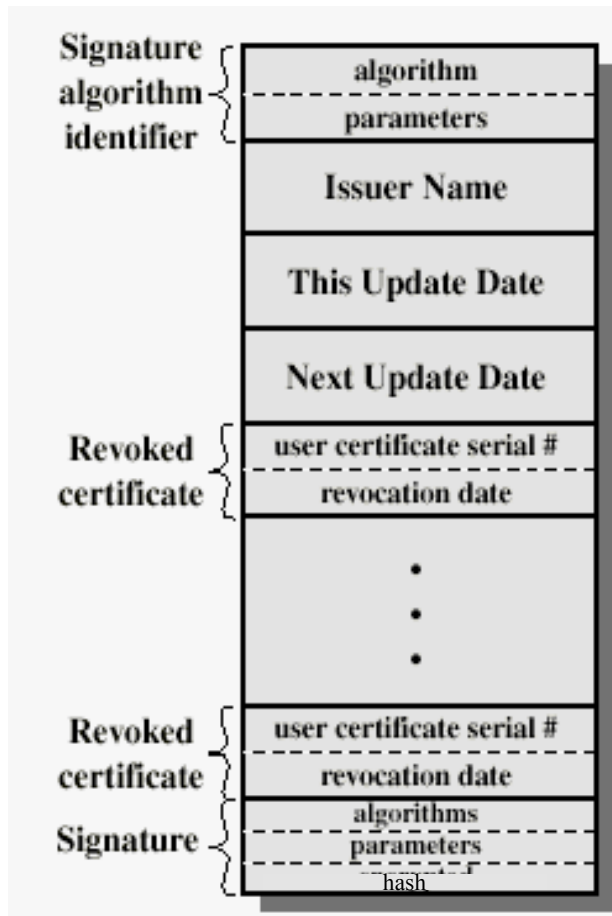 Signature
algorithm
identifier
algorithm
parameters
Issuer Name
This Update Date
Next Update Date
Revoked
certificate
user certificate serial #
revocation date
Revoked
certificate
user certificate serial #
revocation date
Signature
algorithms
parameters
hash